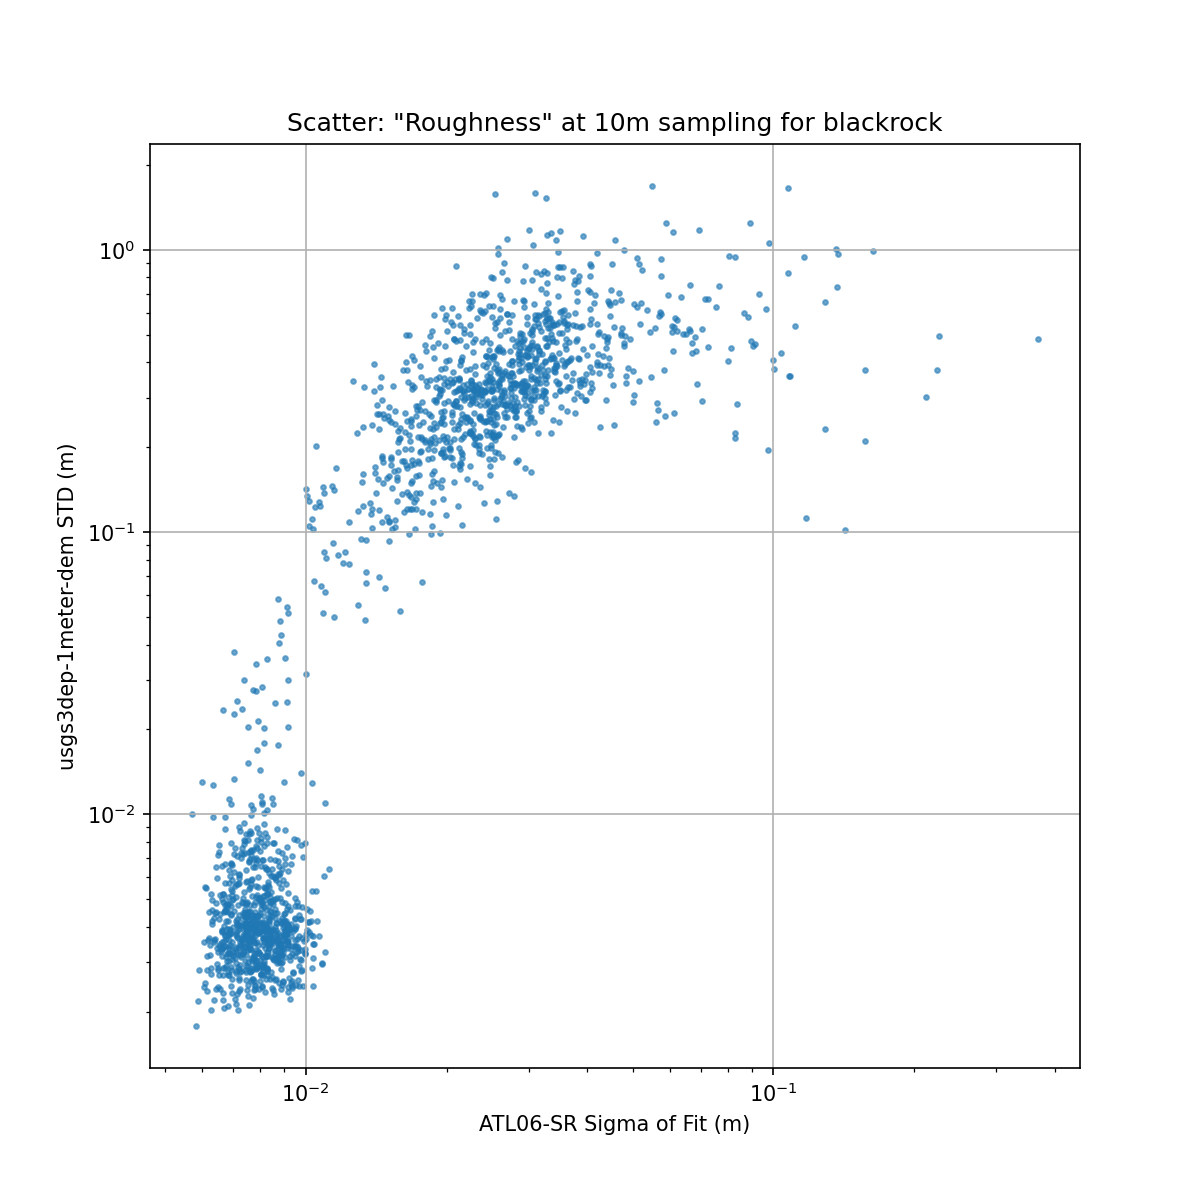 Scatter: "Roughness" at 10m sampling for blackrock
usgs3dep-1meter-dem STD (m)
10⁰
10⁻¹
10⁻²
10⁻² 10⁻¹
ATL06-SR Sigma of Fit (m)